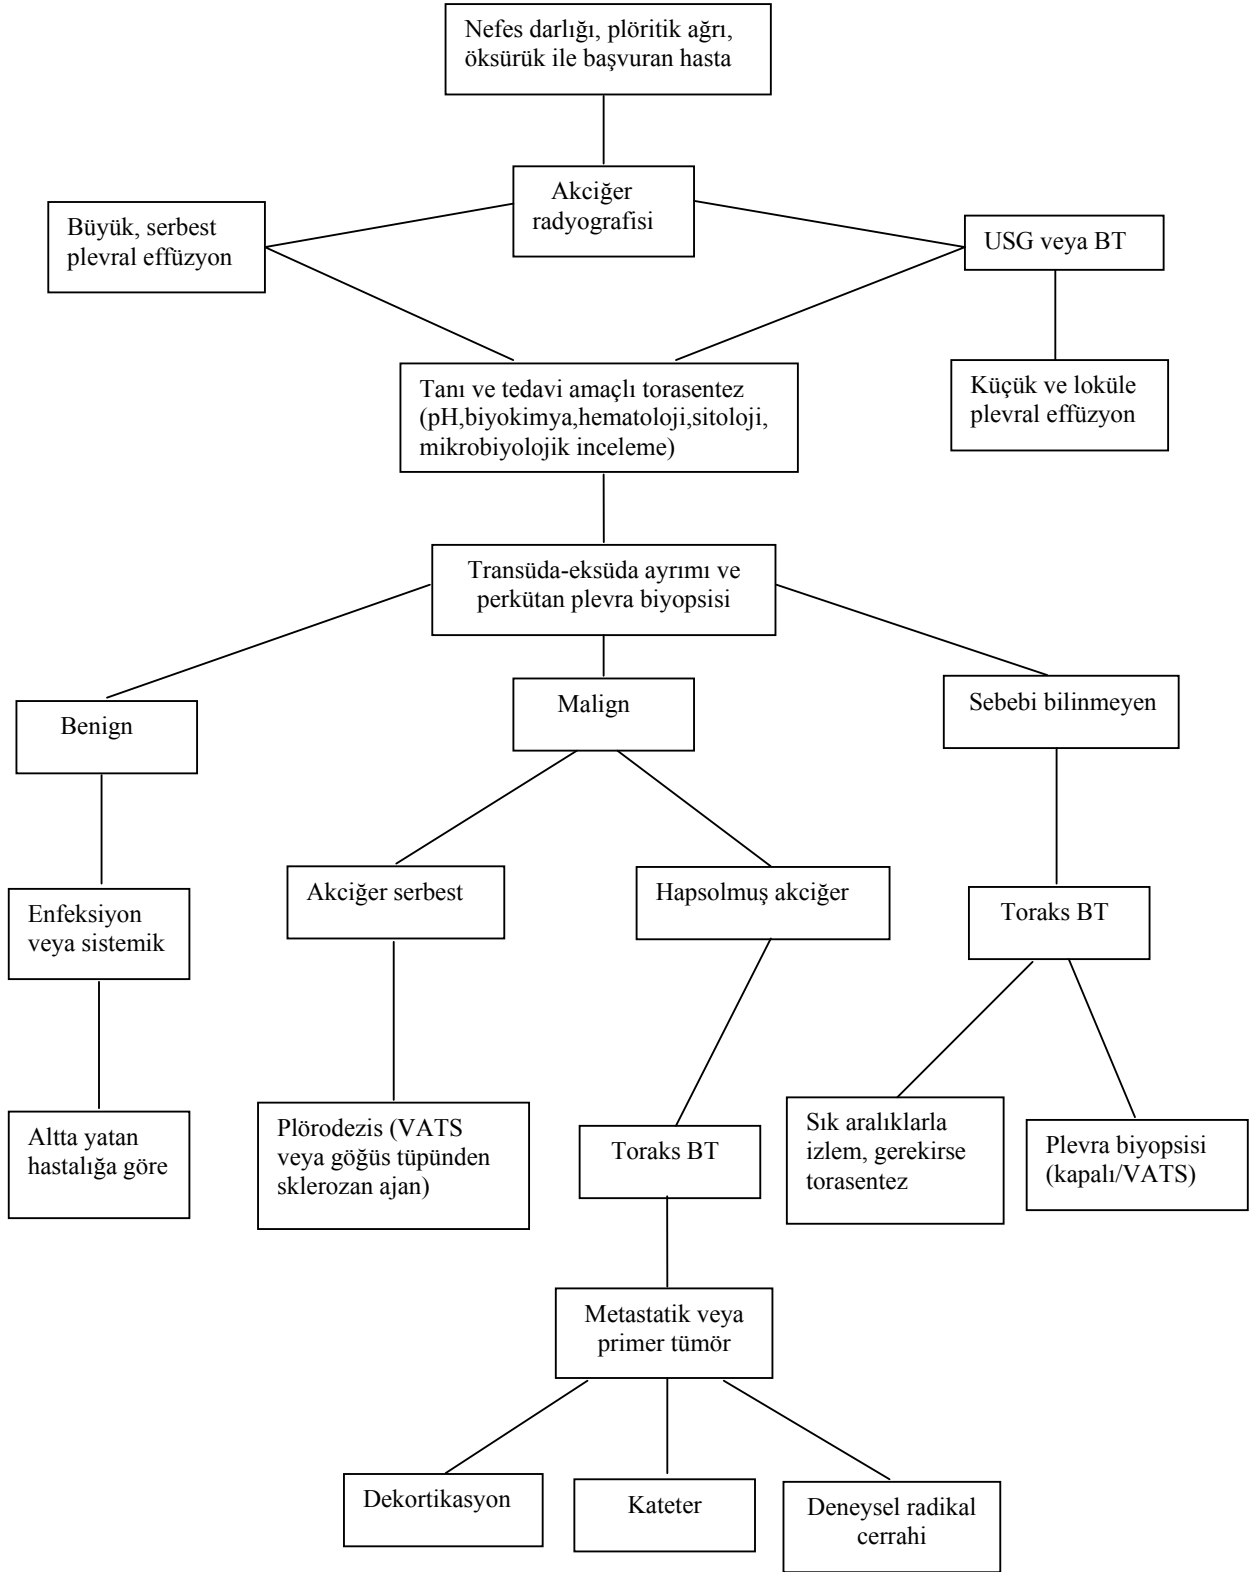 Nefes darlığı, plöritik ağrı,
öksürük ile başvuran hasta
Akciğer
radyografisi
Büyük, serbest
plevral effüzyon
USG veya BT
Tanı ve tedavi amaçlı torasentez
(pH,biyokimya,hematoloji,sitoloji,
mikrobiyolojik inceleme)
Küçük ve loküle
plevral effüzyon
Transüda-eksüda ayrımı ve
perkütan plevra biyopsisi
Benign
Malign
Sebebi bilinmeyen
Enfeksiyon
veya sistemik
Akciğer serbest
Hapsolmuş akciğer
Toraks BT
Altta yatan
hastalığa göre
Plörodezis (VATS
veya göğüs tüpünden
sklerozan ajan)
Toraks BT
Sık aralıklarla
izlem, gerekirse
torasentez
Plevra biyopsisi
(kapalı/VATS)
Metastatik veya
primer tümör
Dekortikasyon
Kateter
Deneysel radikal
cerrahi